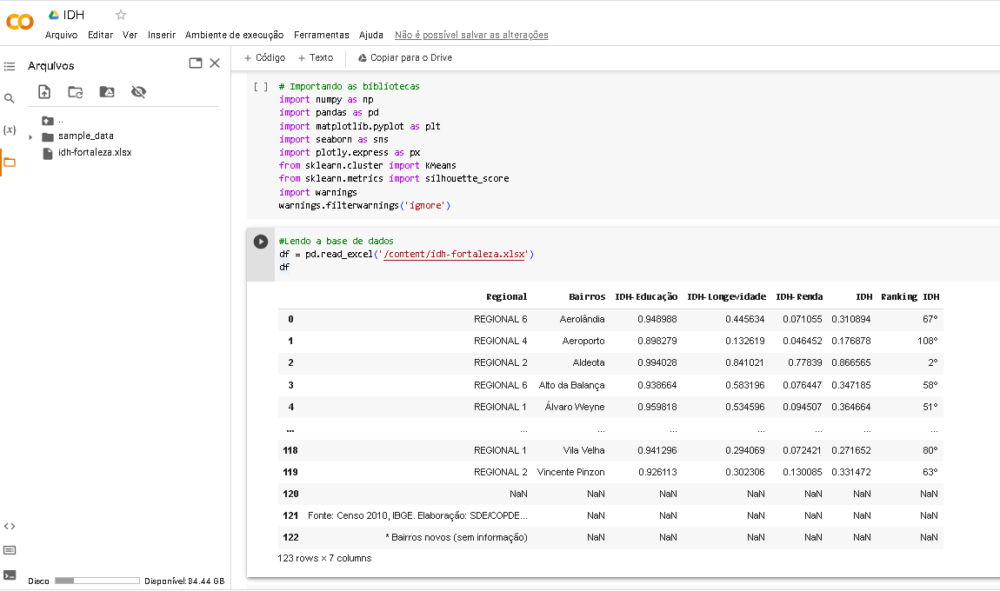 IDH
Arquivo Editar Ver Inserir Ambiente de execução Ferramentas Ajuda Não é possível salvar as alterações
Arquivos
+ Código + Texto Copiar para o Drive
..
sample_data
idh-fortaleza.xlsx
{x}
<>
Disco Disponível: 84.44 GB
[ ] # Importando as bibliotecas
import numpy as np
import pandas as pd
import matplotlib.pyplot as plt
import seaborn as sns
import plotly.express as px
from sklearn.cluster import KMeans
from sklearn.metrics import silhouette_score
import warnings
warnings.filterwarnings('ignore')
#Lendo a base de dados
df = pd.read_excel('/content/idh-fortaleza.xlsx')
df
Regional Bairros IDH-Educação IDH-Longevidade IDH-Renda IDH Ranking IDH
0 REGIONAL 6 Aerolândia 0.948988 0.445634 0.071055 0.310894 67º
1 REGIONAL 4 Aeroporto 0.898279 0.132619 0.046452 0.176878 108º
2 REGIONAL 2 Aldeota 0.994028 0.841021 0.77839 0.866565 2º
3 REGIONAL 6 Alto da Balança 0.938664 0.583196 0.076447 0.347185 58º
4 REGIONAL 1 Álvaro Weyne 0.959818 0.534596 0.094507 0.364664 51º
... ... ... ... ... ... ... ...
118 REGIONAL 1 Vila Velha 0.941296 0.294069 0.072421 0.271652 80º
119 REGIONAL 2 Vincente Pinzon 0.926113 0.302306 0.130085 0.331472 63º
120 NaN NaN NaN NaN NaN NaN NaN
121 Fonte: Censo 2010, IBGE. Elaboração: SDE/COPDE... NaN NaN NaN NaN NaN NaN
122 * Bairros novos (sem informação) NaN NaN NaN NaN NaN NaN
123 rows × 7 columns